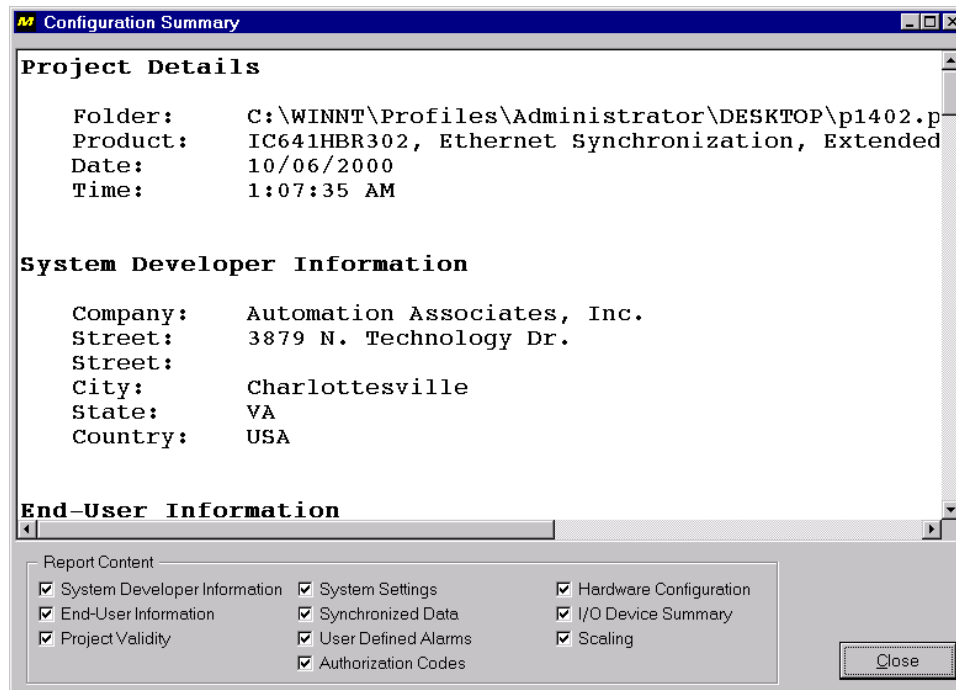 Configuration Summary
Project Details
Folder: C:\WINNT\Profiles\Administrator\DESKTOP\p1402.p
Product: IC641HBR302, Ethernet Synchronization, Extended
Date: 10/06/2000
Time: 1:07:35 AM
System Developer Information
Company: Automation Associates, Inc.
Street: 3879 N. Technology Dr.
Street:
City: Charlottesville
State: VA
Country: USA
End-User Information
Report Content
System Developer Information System Settings Hardware Configuration
End-User Information Synchronized Data I/O Device Summary
Project Validity User Defined Alarms Scaling
Authorization Codes
Close